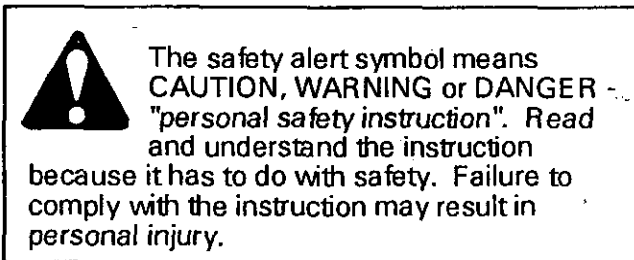 The safety alert symbol means
CAUTION, WARNING or DANGER -
"personal safety instruction". Read
and understand the instruction
because it has to do with safety. Failure to
comply with the instruction may result in
personal injury.